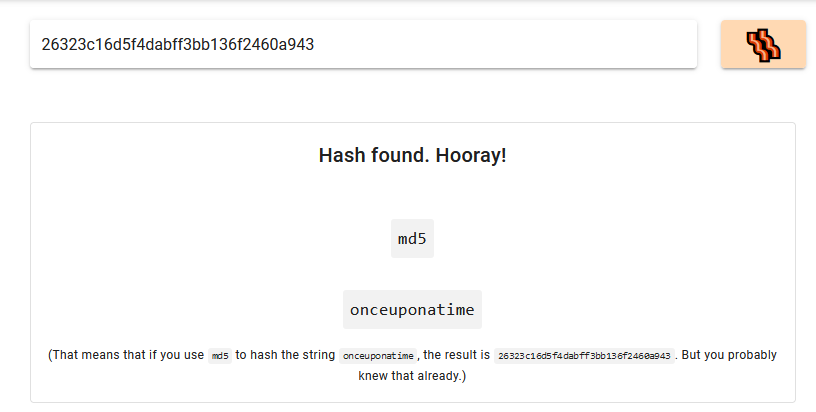 26323c16d5f4dabff3bb136f2460a943
Hash found. Hooray!
md5
onceuponatime
(That means that if you use md5 to hash the string onceuponatime, the result is 26323c16d5f4dabff3bb136f2460a943. But you probably
knew that already.)